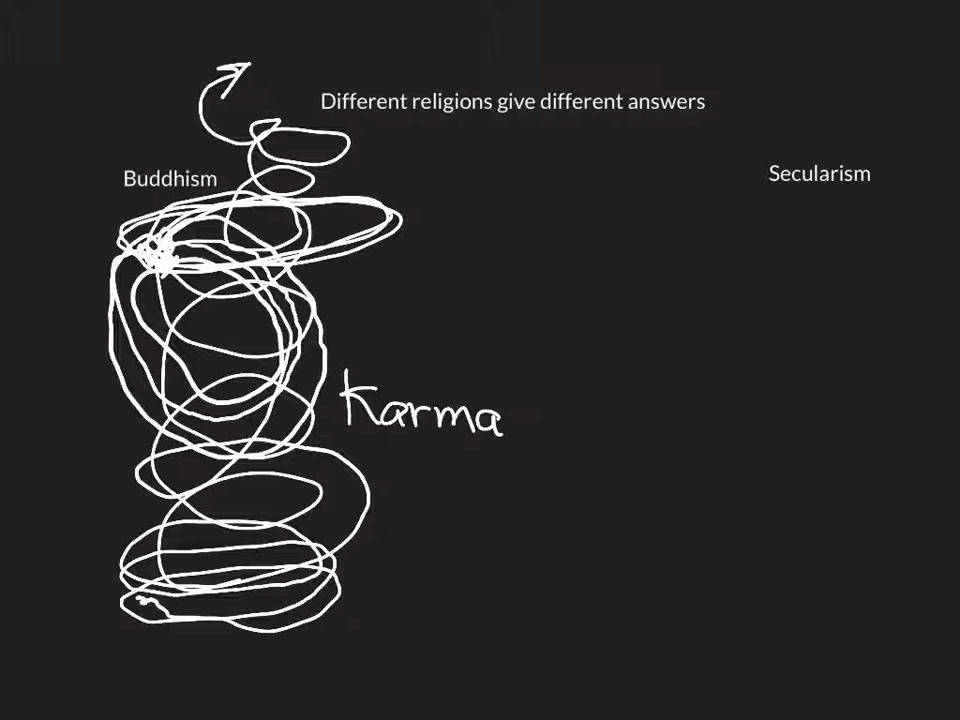 Different religions give different answers
Buddhism
Secularism
Karma